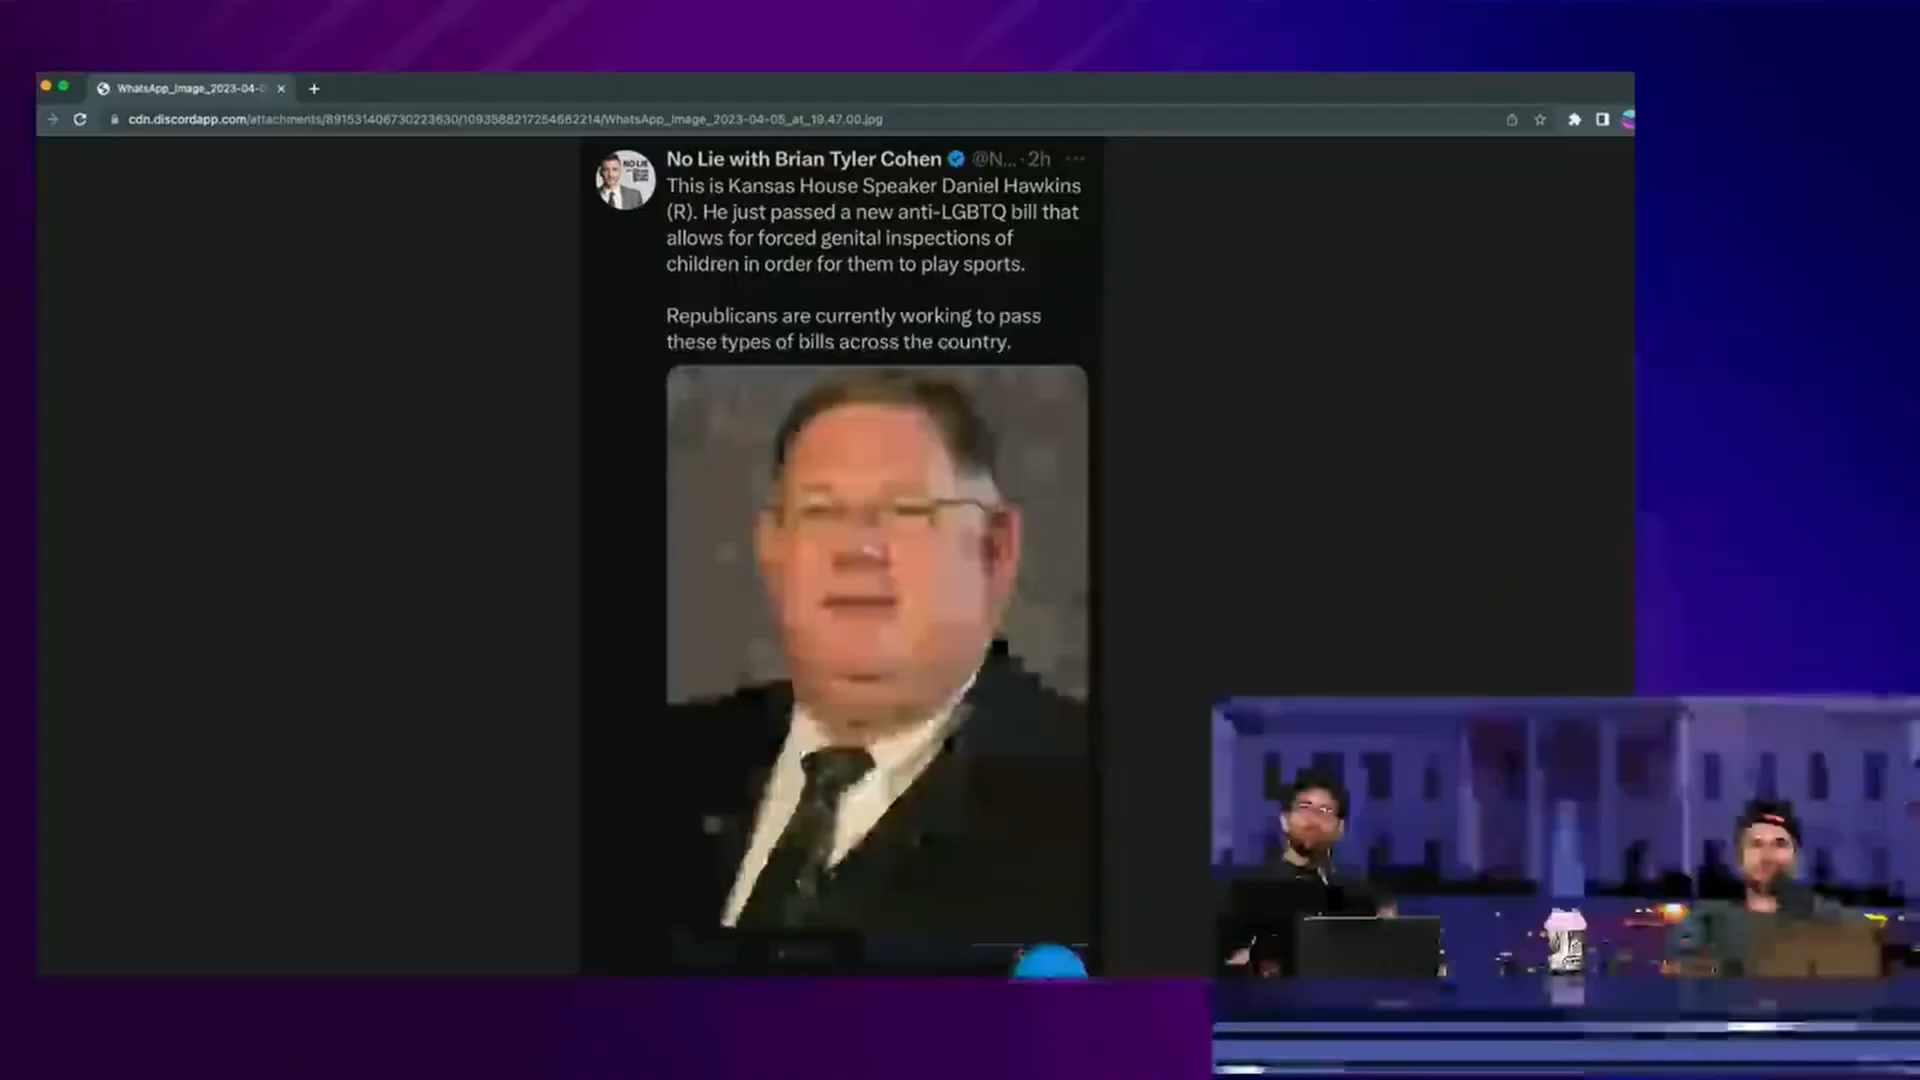 WhatsApp_Image_2023-04-0
cdn.discordapp.com/attachments/891531406730223630/1093588217254662214/WhatsApp_Image_2023-04-05_at_19.47.00.jpg
NO LIE
No Lie with Brian Tyler Cohen @N... · 2h ...
This is Kansas House Speaker Daniel Hawkins
(R). He just passed a new anti-LGBTQ bill that
allows for forced genital inspections of
children in order for them to play sports.
Republicans are currently working to pass
these types of bills across the country.